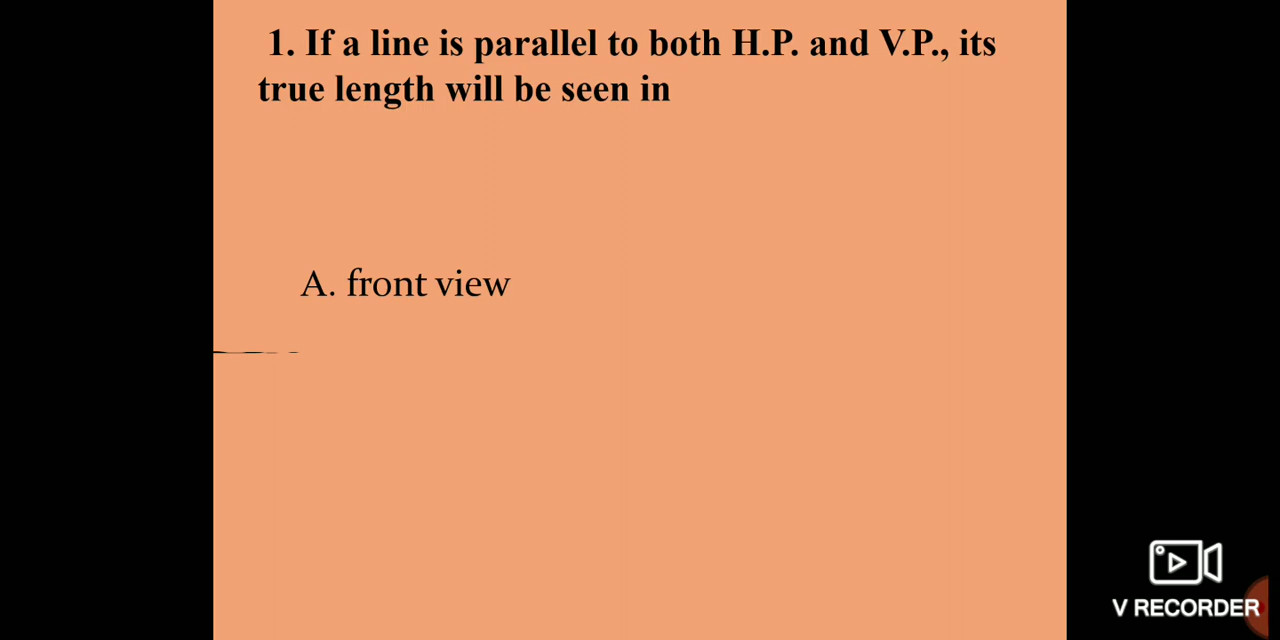 1. If a line is parallel to both H.P. and V.P., its
true length will be seen in
A. front view
V RECORDER